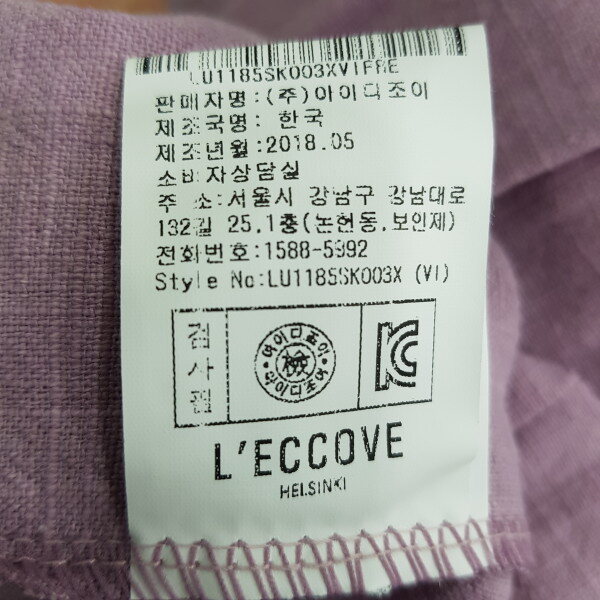 LU1185SK003XVIFRE
판매자명:(주)아이디조이
제조국명: 한국
제조년월:2018.05
소비자상담실
주 소:서울시 강남구 강남대로
132길 25.1층(논현동.보인제)
전화번호:1588-5992
Style No:LU1185SK003X (VI)
검사필
아이디조이
檢
아이디조이
KC
L'ECCOVE
HELSINKI